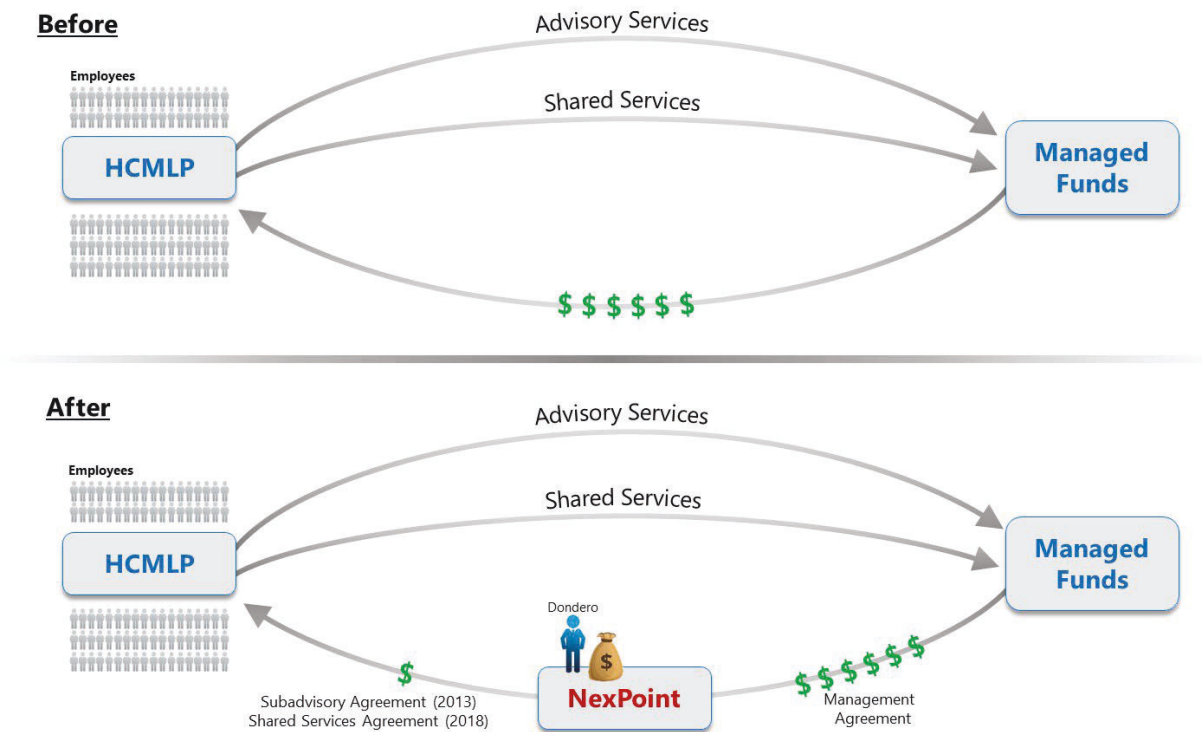 Before
Advisory Services
Employees
Shared Services
HCMLP
Managed
Funds
$ $ $ $ $ $
After
Advisory Services
Employees
Shared Services
HCMLP
Managed
Funds
Dondero
$
$
$ $ $ $ $ $
NexPoint
Subadvisory Agreement (2013)
Shared Services Agreement (2018)
Management
Agreement